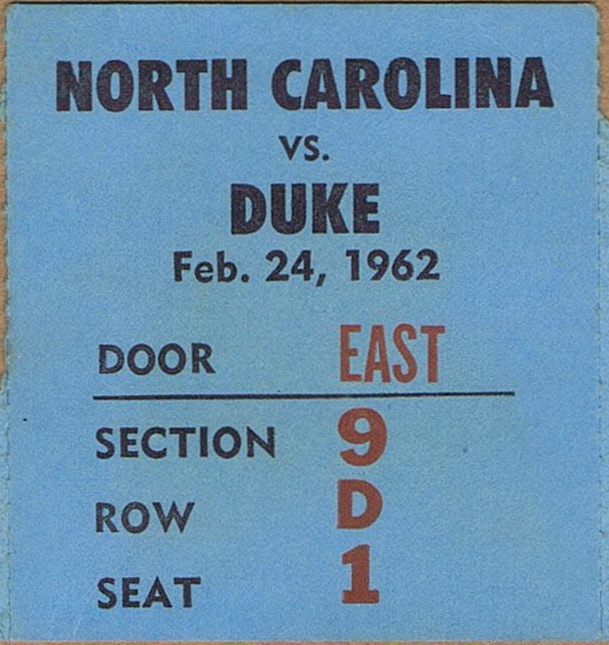 NORTH CAROLINA
VS.
DUKE
Feb. 24, 1962
DOOR EAST
SECTION 9
ROW D
SEAT 1